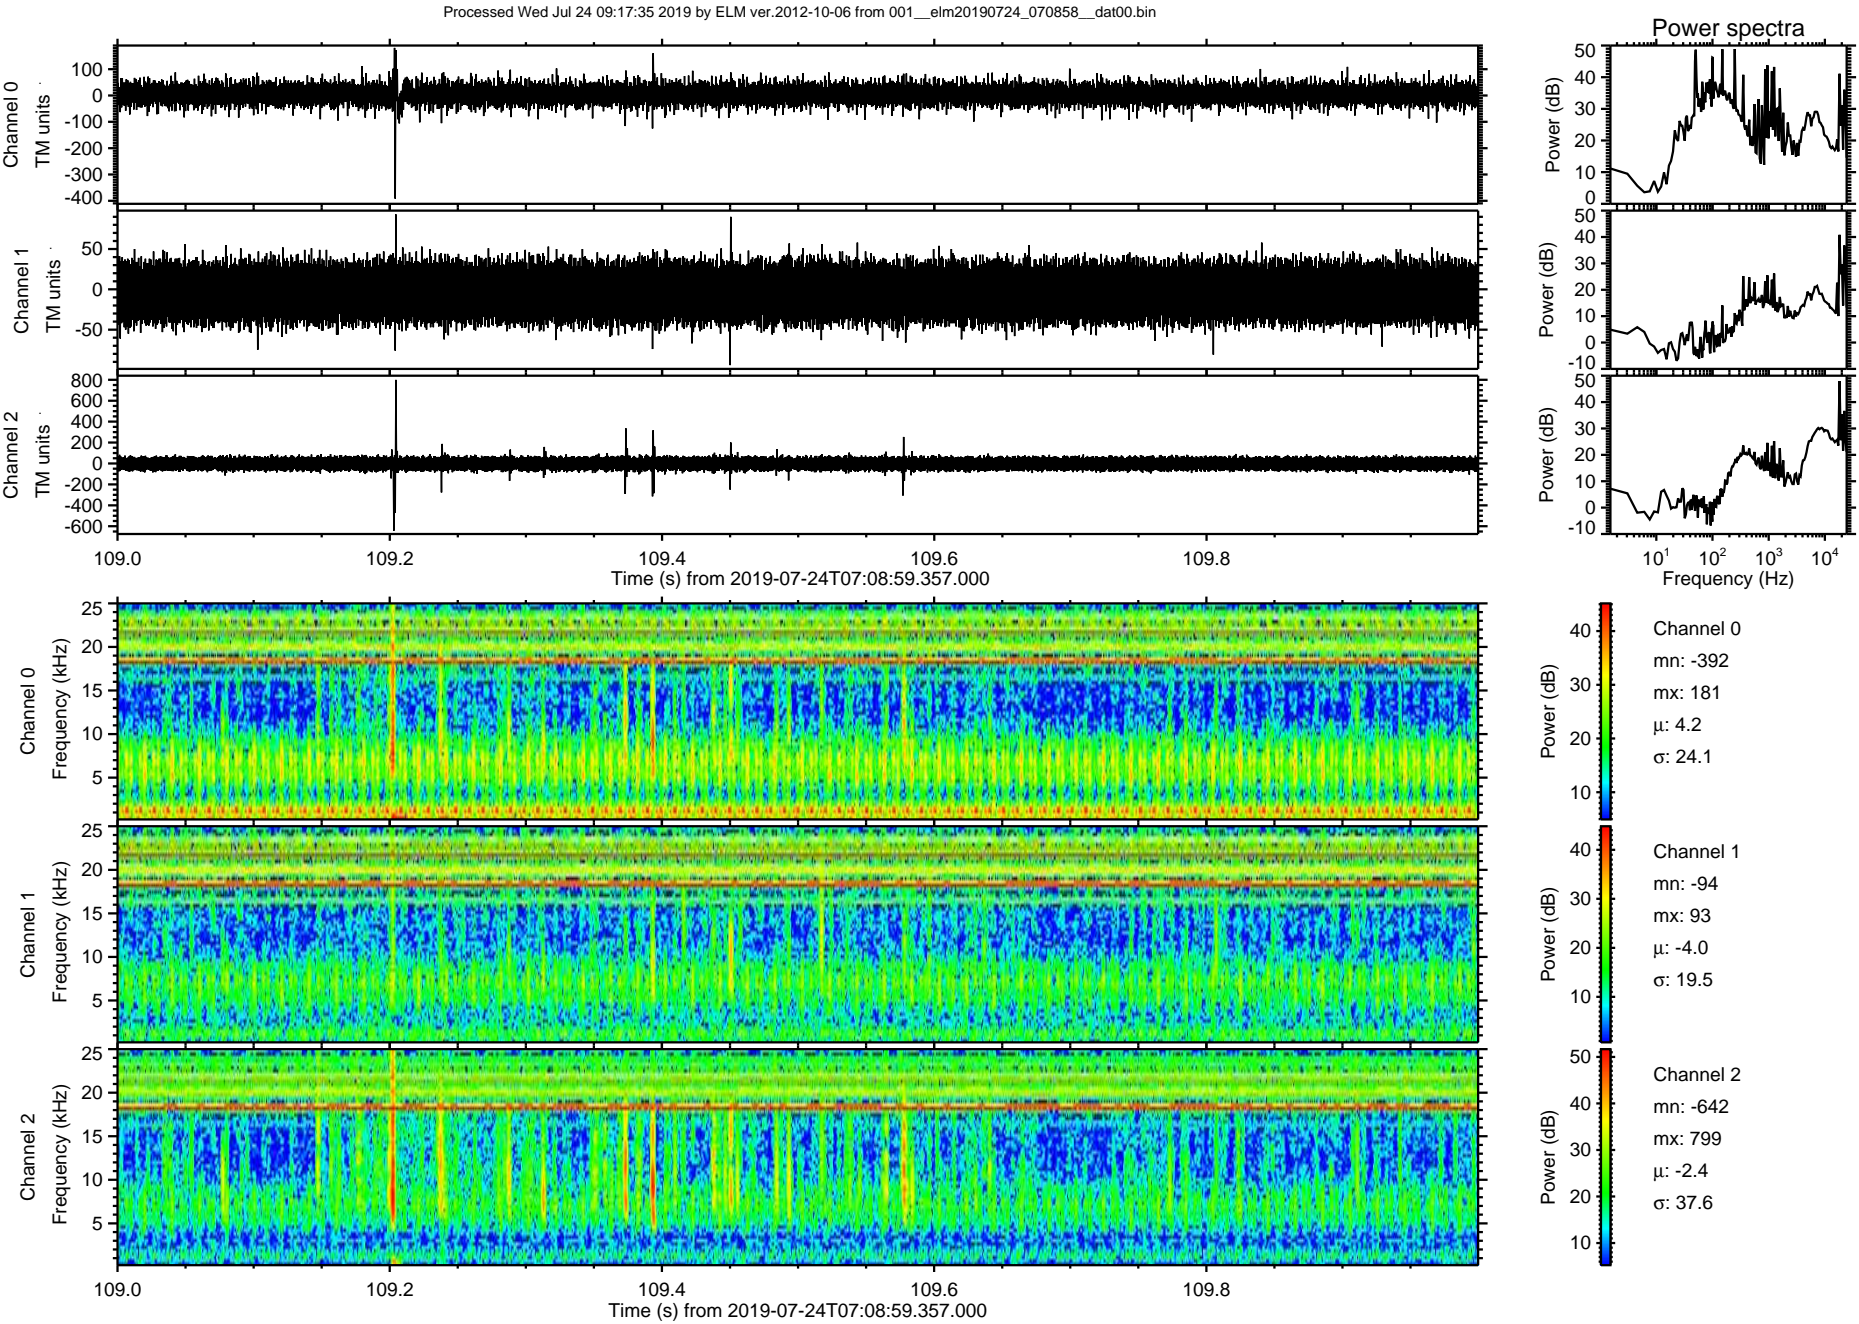 Processed Wed Jul 24 09:17:35 2019 by ELM ver.2012-10-06 from 001__elm20190724_070858__dat00.bin
Power spectra
Channel 0
TM units
100
0
-100
-200
-300
-400
Power (dB)
50
40
30
20
10
0
Channel 1
TM units
50
0
-50
Power (dB)
50
40
30
20
10
0
-10
Channel 2
TM units
800
600
400
200
0
-200
-400
-600
Power (dB)
50
40
30
20
10
0
-10
109.0 109.2 109.4 109.6 109.8
Time (s) from 2019-07-24T07:08:59.357.000
10¹ 10² 10³ 10⁴
Frequency (Hz)
Channel 0
Frequency (kHz)
25
20
15
10
5
Power (dB)
40
30
20
10
Channel 0
mn: -392
mx: 181
μ: 4.2
σ: 24.1
Channel 1
Frequency (kHz)
25
20
15
10
5
Power (dB)
40
30
20
10
Channel 1
mn: -94
mx: 93
μ: -4.0
σ: 19.5
Channel 2
Frequency (kHz)
25
20
15
10
5
Power (dB)
50
40
30
20
10
Channel 2
mn: -642
mx: 799
μ: -2.4
σ: 37.6
109.0 109.2 109.4 109.6 109.8
Time (s) from 2019-07-24T07:08:59.357.000